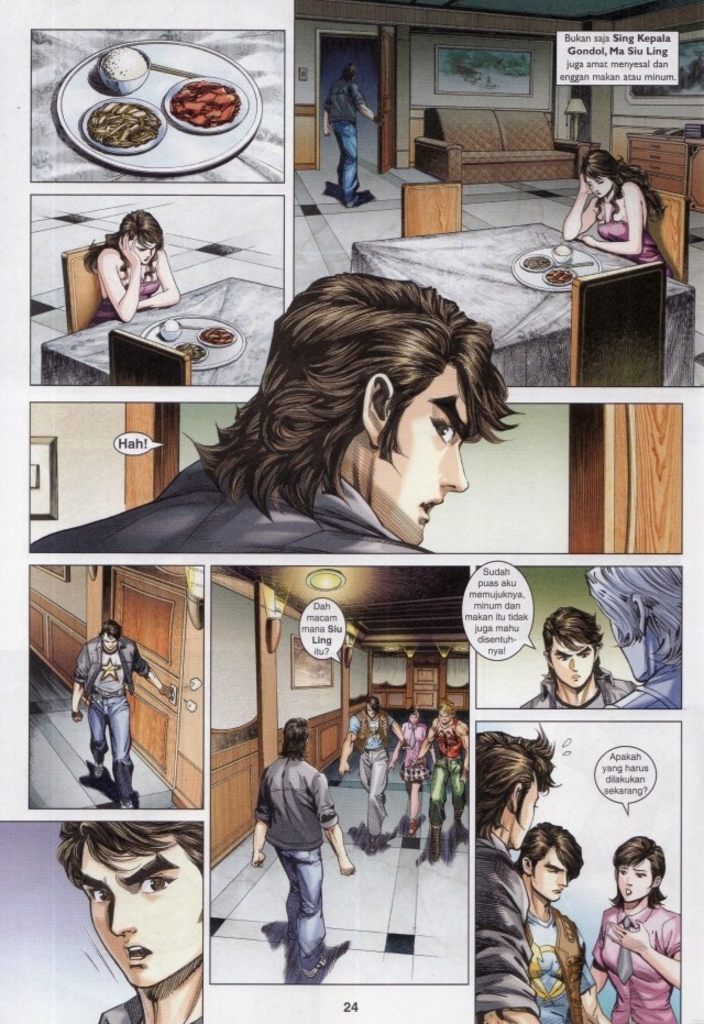 Bukan saja Sing Kepala
Gondol, Ma Siu Ling
juga amat menyesal dan
enggan makan atau minum.
Hah!
Dah
macam
mana Siu
Ling
itu?
Sudah
puas aku
memujuknya,
minum dan
makan itu tidak
juga mahu
disentuh-
nya!
Apakah
yang harus
dilakukan
sekarang?
24